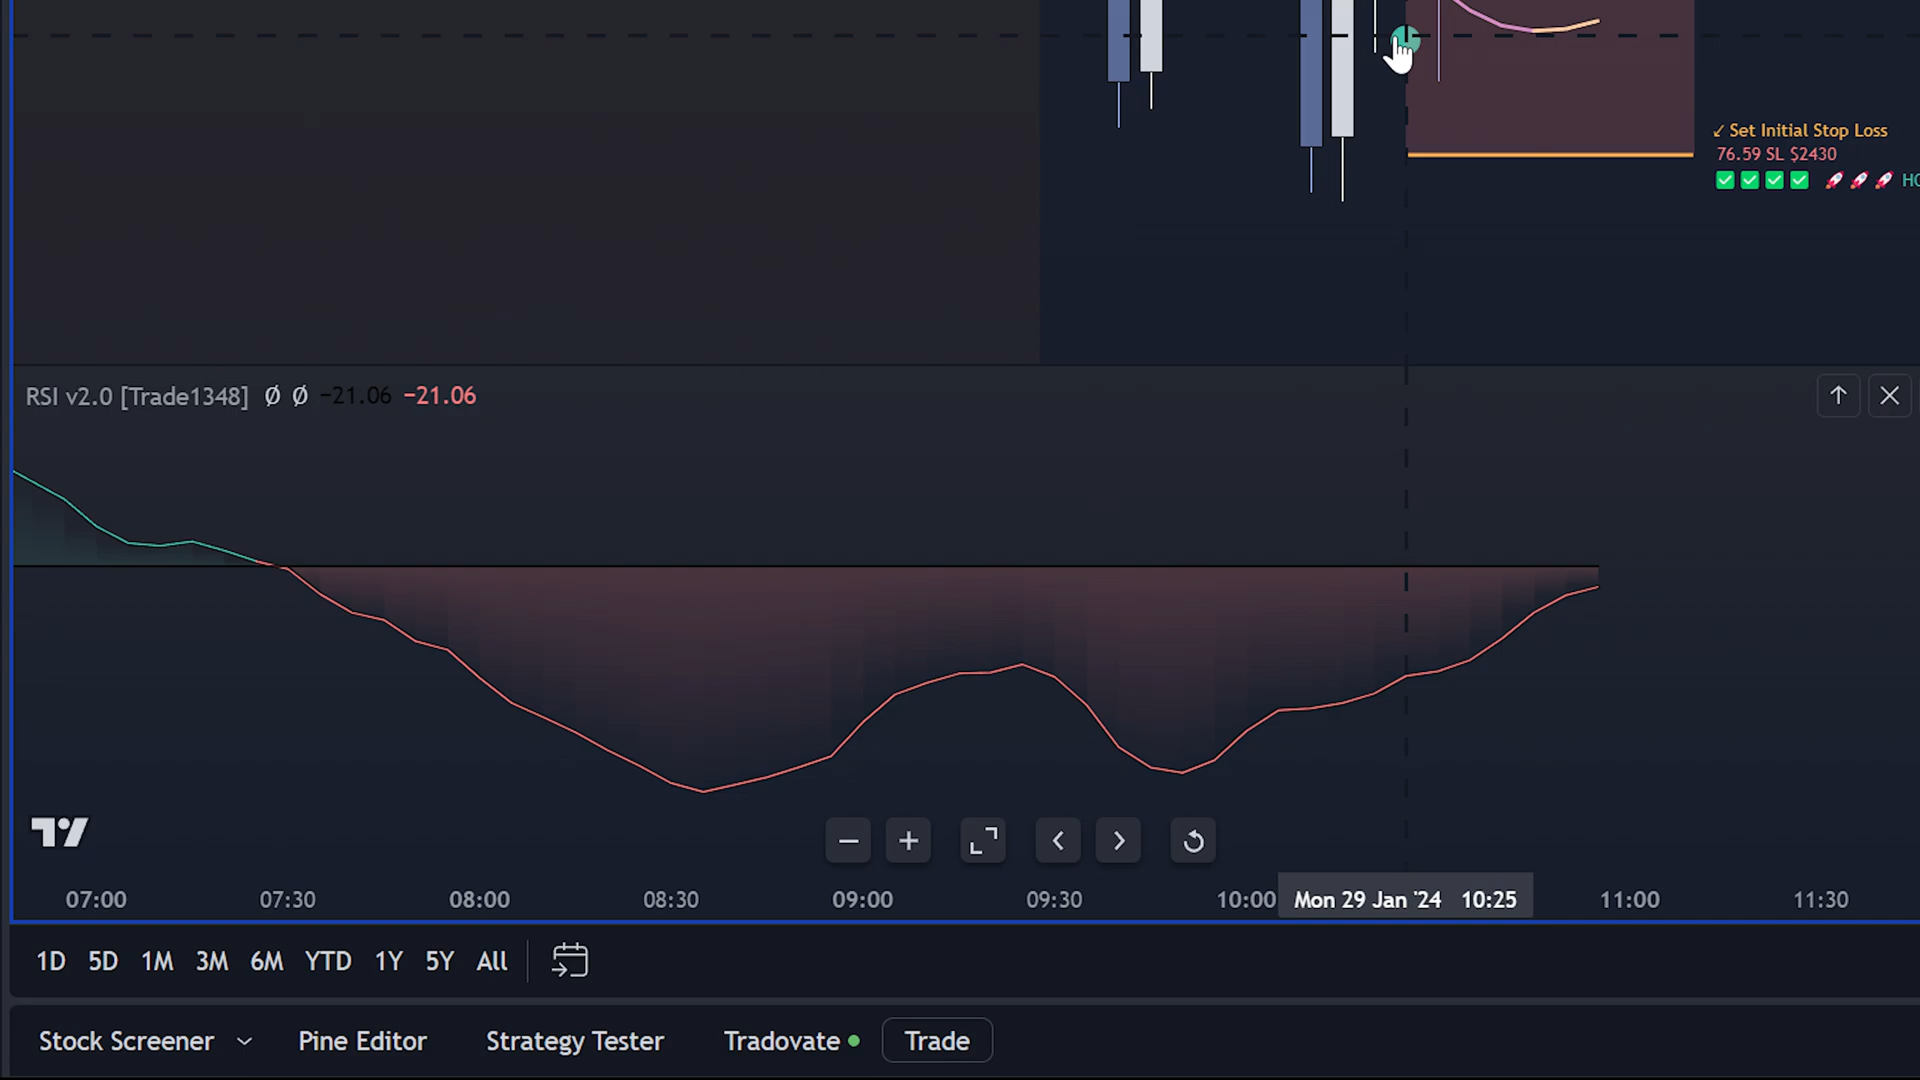 ✓ Set Initial Stop Loss
76.59 SL $2430
✅✅✅✅ 🚀🚀🚀
RSI v2.0 [Trade1348] Ø Ø −21.06 −21.06
07:00 07:30 08:00 08:30 09:00 09:30 10:00 Mon 29 Jan '24 10:25 11:00 11:30
1D 5D 1M 3M 6M YTD 1Y 5Y All
Stock Screener Pine Editor Strategy Tester Tradovate Trade